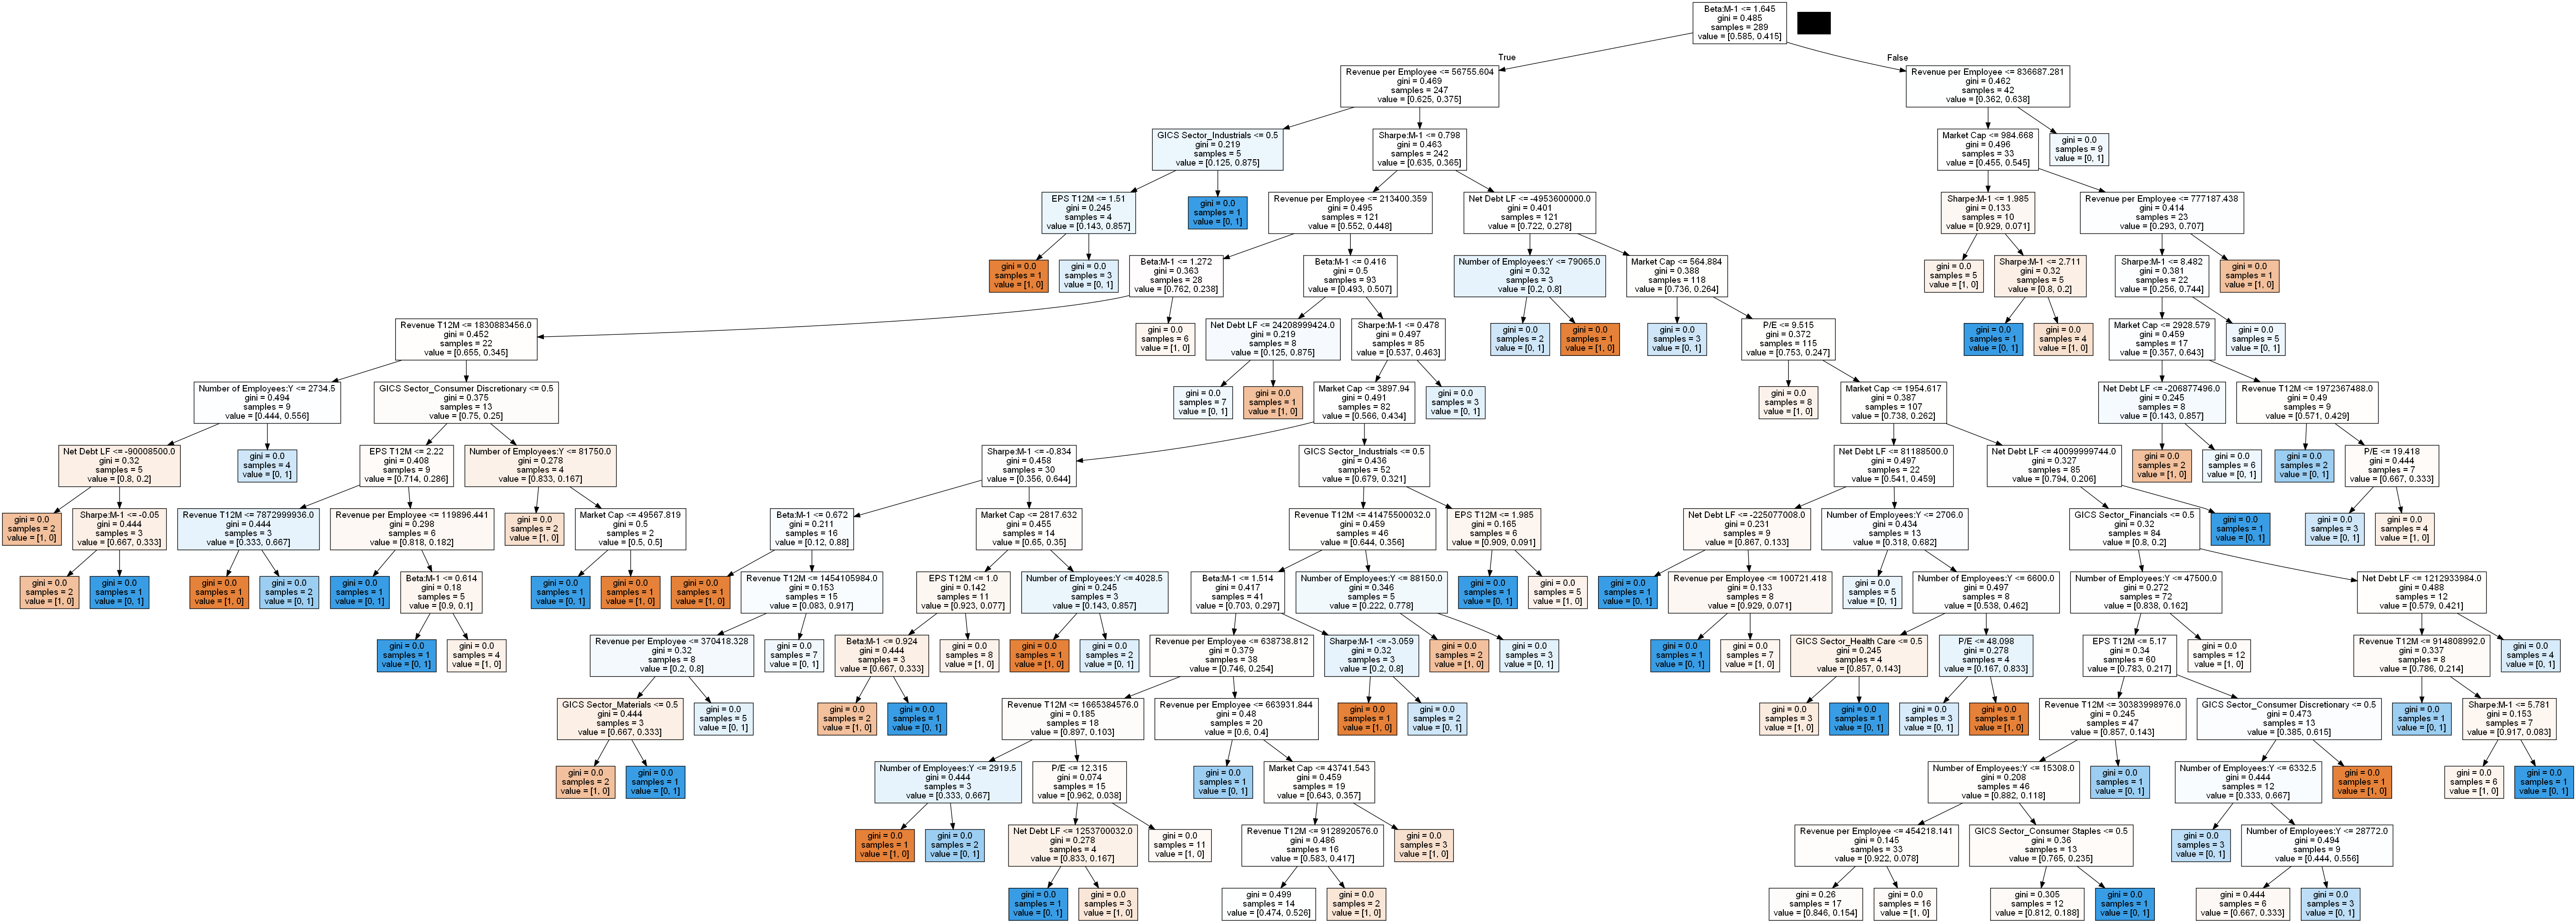 Beta:M-1 <= 1.645
gini = 0.485
samples = 289
value = [0.585, 0.415]
True
False
Revenue per Employee <= 56755.604
gini = 0.469
samples = 247
value = [0.625, 0.375]
Revenue per Employee <= 836687.281
gini = 0.462
samples = 42
value = [0.362, 0.638]
GICS Sector_Industrials <= 0.5
gini = 0.219
samples = 5
value = [0.125, 0.875]
Sharpe:M-1 <= 0.798
gini = 0.463
samples = 242
value = [0.635, 0.365]
Market Cap <= 984.668
gini = 0.496
samples = 33
value = [0.455, 0.545]
gini = 0.0
samples = 9
value = [0, 1]
EPS T12M <= 1.51
gini = 0.245
samples = 4
value = [0.143, 0.857]
gini = 0.0
samples = 1
value = [0, 1]
Revenue per Employee <= 213400.359
gini = 0.495
samples = 121
value = [0.552, 0.448]
Net Debt LF <= -4953600000.0
gini = 0.401
samples = 121
value = [0.722, 0.278]
Sharpe:M-1 <= 1.985
gini = 0.133
samples = 10
value = [0.929, 0.071]
Revenue per Employee <= 777187.438
gini = 0.414
samples = 23
value = [0.293, 0.707]
gini = 0.0
samples = 1
value = [1, 0]
gini = 0.0
samples = 3
value = [0, 1]
Beta:M-1 <= 1.272
gini = 0.363
samples = 28
value = [0.762, 0.238]
Beta:M-1 <= 0.416
gini = 0.5
samples = 93
value = [0.493, 0.507]
Number of Employees:Y <= 79065.0
gini = 0.32
samples = 3
value = [0.2, 0.8]
Market Cap <= 564.884
gini = 0.388
samples = 118
value = [0.736, 0.264]
gini = 0.0
samples = 5
value = [1, 0]
Sharpe:M-1 <= 2.711
gini = 0.32
samples = 5
value = [0.8, 0.2]
Sharpe:M-1 <= 8.482
gini = 0.381
samples = 22
value = [0.256, 0.744]
gini = 0.0
samples = 1
value = [1, 0]
Revenue T12M <= 1830883456.0
gini = 0.452
samples = 22
value = [0.655, 0.345]
gini = 0.0
samples = 6
value = [1, 0]
Net Debt LF <= 24208999424.0
gini = 0.219
samples = 8
value = [0.125, 0.875]
Sharpe:M-1 <= 0.478
gini = 0.497
samples = 85
value = [0.537, 0.463]
gini = 0.0
samples = 2
value = [0, 1]
gini = 0.0
samples = 1
value = [1, 0]
gini = 0.0
samples = 3
value = [0, 1]
P/E <= 9.515
gini = 0.372
samples = 115
value = [0.753, 0.247]
gini = 0.0
samples = 1
value = [0, 1]
gini = 0.0
samples = 4
value = [1, 0]
Market Cap <= 2928.579
gini = 0.459
samples = 17
value = [0.357, 0.643]
gini = 0.0
samples = 5
value = [0, 1]
Number of Employees:Y <= 2734.5
gini = 0.494
samples = 9
value = [0.444, 0.556]
GICS Sector_Consumer Discretionary <= 0.5
gini = 0.375
samples = 13
value = [0.75, 0.25]
gini = 0.0
samples = 7
value = [0, 1]
gini = 0.0
samples = 1
value = [1, 0]
Market Cap <= 3897.94
gini = 0.491
samples = 82
value = [0.566, 0.434]
gini = 0.0
samples = 3
value = [0, 1]
gini = 0.0
samples = 8
value = [1, 0]
Market Cap <= 1954.617
gini = 0.387
samples = 107
value = [0.738, 0.262]
Net Debt LF <= -206877496.0
gini = 0.245
samples = 8
value = [0.143, 0.857]
Revenue T12M <= 1972367488.0
gini = 0.49
samples = 9
value = [0.571, 0.429]
Net Debt LF <= -90008500.0
gini = 0.32
samples = 5
value = [0.8, 0.2]
gini = 0.0
samples = 4
value = [0, 1]
EPS T12M <= 2.22
gini = 0.408
samples = 9
value = [0.714, 0.286]
Number of Employees:Y <= 81750.0
gini = 0.278
samples = 4
value = [0.833, 0.167]
Sharpe:M-1 <= -0.834
gini = 0.458
samples = 30
value = [0.356, 0.644]
GICS Sector_Industrials <= 0.5
gini = 0.436
samples = 52
value = [0.679, 0.321]
Net Debt LF <= 81188500.0
gini = 0.497
samples = 22
value = [0.541, 0.459]
Net Debt LF <= 40099999744.0
gini = 0.327
samples = 85
value = [0.794, 0.206]
gini = 0.0
samples = 2
value = [1, 0]
gini = 0.0
samples = 6
value = [0, 1]
gini = 0.0
samples = 2
value = [0, 1]
P/E <= 19.418
gini = 0.444
samples = 7
value = [0.667, 0.333]
gini = 0.0
samples = 2
value = [1, 0]
Sharpe:M-1 <= -0.05
gini = 0.444
samples = 3
value = [0.667, 0.333]
Revenue T12M <= 7872999936.0
gini = 0.444
samples = 3
value = [0.333, 0.667]
Revenue per Employee <= 119896.441
gini = 0.298
samples = 6
value = [0.818, 0.182]
gini = 0.0
samples = 2
value = [1, 0]
Market Cap <= 49567.819
gini = 0.5
samples = 2
value = [0.5, 0.5]
Beta:M-1 <= 0.672
gini = 0.211
samples = 16
value = [0.12, 0.88]
Market Cap <= 2817.632
gini = 0.455
samples = 14
value = [0.65, 0.35]
Revenue T12M <= 41475500032.0
gini = 0.459
samples = 46
value = [0.644, 0.356]
EPS T12M <= 1.985
gini = 0.165
samples = 6
value = [0.909, 0.091]
Net Debt LF <= -225077008.0
gini = 0.231
samples = 9
value = [0.867, 0.133]
Number of Employees:Y <= 2706.0
gini = 0.434
samples = 13
value = [0.318, 0.682]
GICS Sector_Financials <= 0.5
gini = 0.32
samples = 84
value = [0.8, 0.2]
gini = 0.0
samples = 1
value = [0, 1]
gini = 0.0
samples = 3
value = [0, 1]
gini = 0.0
samples = 4
value = [1, 0]
gini = 0.0
samples = 2
value = [1, 0]
gini = 0.0
samples = 1
value = [0, 1]
gini = 0.0
samples = 1
value = [1, 0]
gini = 0.0
samples = 2
value = [0, 1]
gini = 0.0
samples = 1
value = [0, 1]
Beta:M-1 <= 0.614
gini = 0.18
samples = 5
value = [0.9, 0.1]
gini = 0.0
samples = 1
value = [0, 1]
gini = 0.0
samples = 1
value = [1, 0]
gini = 0.0
samples = 1
value = [1, 0]
Revenue T12M <= 1454105984.0
gini = 0.153
samples = 15
value = [0.083, 0.917]
EPS T12M <= 1.0
gini = 0.142
samples = 11
value = [0.923, 0.077]
Number of Employees:Y <= 4028.5
gini = 0.245
samples = 3
value = [0.143, 0.857]
Beta:M-1 <= 1.514
gini = 0.417
samples = 41
value = [0.703, 0.297]
Number of Employees:Y <= 88150.0
gini = 0.346
samples = 5
value = [0.222, 0.778]
gini = 0.0
samples = 1
value = [0, 1]
gini = 0.0
samples = 5
value = [1, 0]
gini = 0.0
samples = 1
value = [0, 1]
Revenue per Employee <= 100721.418
gini = 0.133
samples = 8
value = [0.929, 0.071]
gini = 0.0
samples = 5
value = [0, 1]
Number of Employees:Y <= 6600.0
gini = 0.497
samples = 8
value = [0.538, 0.462]
Number of Employees:Y <= 47500.0
gini = 0.272
samples = 72
value = [0.838, 0.162]
Net Debt LF <= 1212933984.0
gini = 0.488
samples = 12
value = [0.579, 0.421]
gini = 0.0
samples = 1
value = [0, 1]
gini = 0.0
samples = 4
value = [1, 0]
Revenue per Employee <= 370418.328
gini = 0.32
samples = 8
value = [0.2, 0.8]
gini = 0.0
samples = 7
value = [0, 1]
Beta:M-1 <= 0.924
gini = 0.444
samples = 3
value = [0.667, 0.333]
gini = 0.0
samples = 8
value = [1, 0]
gini = 0.0
samples = 1
value = [1, 0]
gini = 0.0
samples = 2
value = [0, 1]
Revenue per Employee <= 638738.812
gini = 0.379
samples = 38
value = [0.746, 0.254]
Sharpe:M-1 <= -3.059
gini = 0.32
samples = 3
value = [0.2, 0.8]
gini = 0.0
samples = 2
value = [1, 0]
gini = 0.0
samples = 3
value = [0, 1]
gini = 0.0
samples = 1
value = [0, 1]
gini = 0.0
samples = 7
value = [1, 0]
GICS Sector_Health Care <= 0.5
gini = 0.245
samples = 4
value = [0.857, 0.143]
P/E <= 48.098
gini = 0.278
samples = 4
value = [0.167, 0.833]
EPS T12M <= 5.17
gini = 0.34
samples = 60
value = [0.783, 0.217]
gini = 0.0
samples = 12
value = [1, 0]
Revenue T12M <= 914808992.0
gini = 0.337
samples = 8
value = [0.786, 0.214]
gini = 0.0
samples = 4
value = [0, 1]
GICS Sector_Materials <= 0.5
gini = 0.444
samples = 3
value = [0.667, 0.333]
gini = 0.0
samples = 5
value = [0, 1]
gini = 0.0
samples = 2
value = [1, 0]
gini = 0.0
samples = 1
value = [0, 1]
Revenue T12M <= 1665384576.0
gini = 0.185
samples = 18
value = [0.897, 0.103]
Revenue per Employee <= 663931.844
gini = 0.48
samples = 20
value = [0.6, 0.4]
gini = 0.0
samples = 1
value = [1, 0]
gini = 0.0
samples = 2
value = [0, 1]
gini = 0.0
samples = 3
value = [1, 0]
gini = 0.0
samples = 1
value = [0, 1]
gini = 0.0
samples = 3
value = [0, 1]
gini = 0.0
samples = 1
value = [1, 0]
Revenue T12M <= 30383998976.0
gini = 0.245
samples = 47
value = [0.857, 0.143]
GICS Sector_Consumer Discretionary <= 0.5
gini = 0.473
samples = 13
value = [0.385, 0.615]
gini = 0.0
samples = 1
value = [0, 1]
Sharpe:M-1 <= 5.781
gini = 0.153
samples = 7
value = [0.917, 0.083]
gini = 0.0
samples = 2
value = [1, 0]
gini = 0.0
samples = 1
value = [0, 1]
Number of Employees:Y <= 2919.5
gini = 0.444
samples = 3
value = [0.333, 0.667]
P/E <= 12.315
gini = 0.074
samples = 15
value = [0.962, 0.038]
gini = 0.0
samples = 1
value = [0, 1]
Market Cap <= 43741.543
gini = 0.459
samples = 19
value = [0.643, 0.357]
Number of Employees:Y <= 15308.0
gini = 0.208
samples = 46
value = [0.882, 0.118]
gini = 0.0
samples = 1
value = [0, 1]
Number of Employees:Y <= 6332.5
gini = 0.444
samples = 12
value = [0.333, 0.667]
gini = 0.0
samples = 1
value = [1, 0]
gini = 0.0
samples = 6
value = [1, 0]
gini = 0.0
samples = 1
value = [0, 1]
gini = 0.0
samples = 1
value = [1, 0]
gini = 0.0
samples = 2
value = [0, 1]
Net Debt LF <= 1253700032.0
gini = 0.278
samples = 4
value = [0.833, 0.167]
gini = 0.0
samples = 11
value = [1, 0]
Revenue T12M <= 9128920576.0
gini = 0.486
samples = 16
value = [0.583, 0.417]
gini = 0.0
samples = 3
value = [1, 0]
Revenue per Employee <= 454218.141
gini = 0.145
samples = 33
value = [0.922, 0.078]
GICS Sector_Consumer Staples <= 0.5
gini = 0.36
samples = 13
value = [0.765, 0.235]
gini = 0.0
samples = 3
value = [0, 1]
Number of Employees:Y <= 28772.0
gini = 0.494
samples = 9
value = [0.444, 0.556]
gini = 0.0
samples = 1
value = [0, 1]
gini = 0.0
samples = 3
value = [1, 0]
gini = 0.499
samples = 14
value = [0.474, 0.526]
gini = 0.0
samples = 2
value = [1, 0]
gini = 0.26
samples = 17
value = [0.846, 0.154]
gini = 0.0
samples = 16
value = [1, 0]
gini = 0.305
samples = 12
value = [0.812, 0.188]
gini = 0.0
samples = 1
value = [0, 1]
gini = 0.444
samples = 6
value = [0.667, 0.333]
gini = 0.0
samples = 3
value = [0, 1]